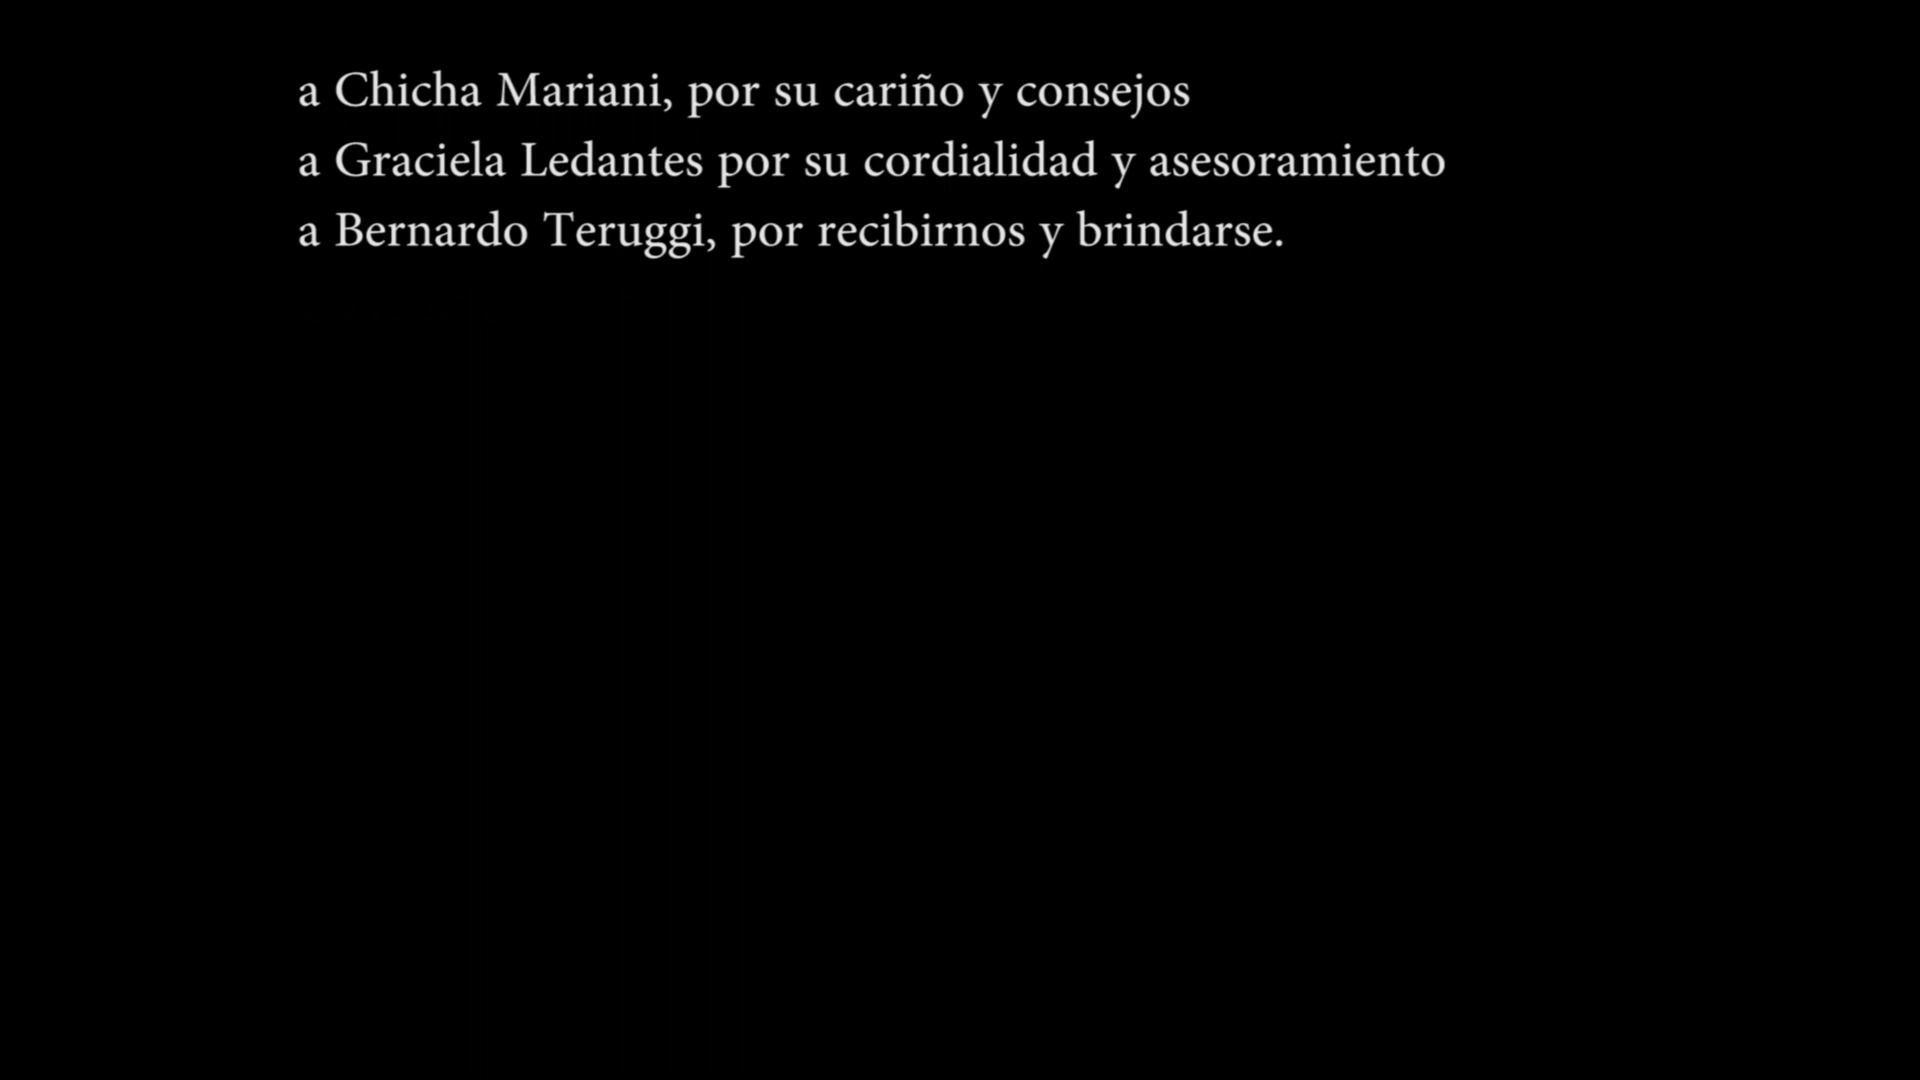 a Chicha Mariani, por su cariño y consejos
a Graciela Ledantes por su cordialidad y asesoramiento
a Bernardo Teruggi, por recibirnos y brindarse.